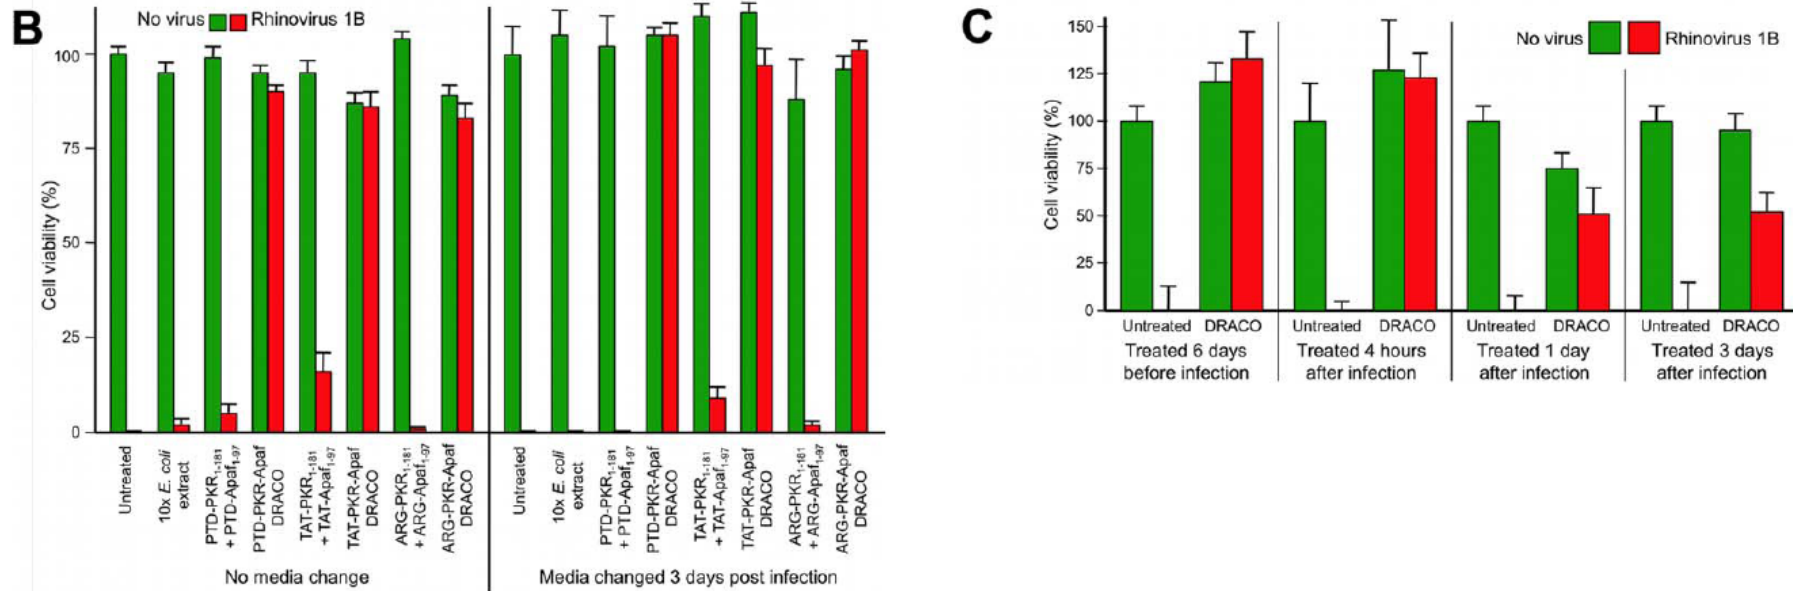 B
No virus Rhinovirus 1B
Cell viability (%)
100
75
50
25
0
Untreated
10x E. coli
extract
PTD-PKR1-181
+ PTD-Apaf1-97
PTD-PKR-Apaf
DRACO
TAT-PKR1-181
+ TAT-Apaf1-97
TAT-PKR-Apaf
DRACO
ARG-PKR1-181
+ ARG-Apaf1-97
ARG-PKR-Apaf
DRACO
No media change
Untreated
10x E. coli
extract
PTD-PKR1-181
+ PTD-Apaf1-97
PTD-PKR-Apaf
DRACO
TAT-PKR1-181
+ TAT-Apaf1-97
TAT-PKR-Apaf
DRACO
ARG-PKR1-181
+ ARG-Apaf1-97
ARG-PKR-Apaf
DRACO
Media changed 3 days post infection
C
No virus Rhinovirus 1B
Cell viability (%)
150
125
100
75
50
25
0
Untreated DRACO
Treated 6 days
before infection
Untreated DRACO
Treated 4 hours
after infection
Untreated DRACO
Treated 1 day
after infection
Untreated DRACO
Treated 3 days
after infection